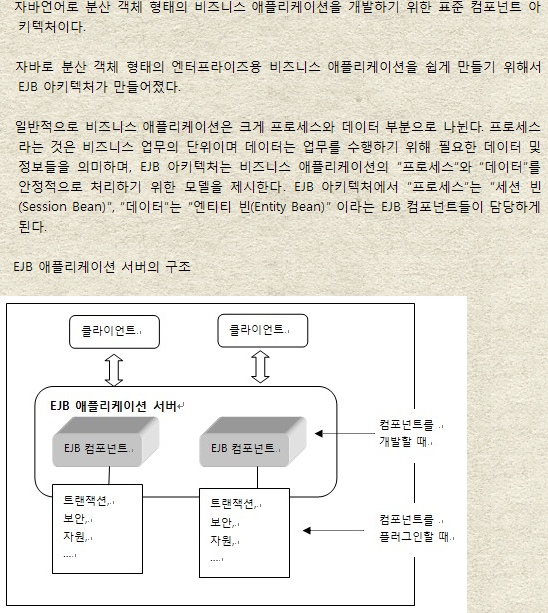 자바언어로 분산 객체 형태의 비즈니스 애플리케이션을 개발하기 위한 표준 컴포넌트 아
키텍처이다.
자바로 분산 객체 형태의 엔터프라이즈용 비즈니스 애플리케이션을 쉽게 만들기 위해서
EJB 아키텍처가 만들어졌다.
일반적으로 비즈니스 애플리케이션은 크게 프로세스와 데이터 부분으로 나뉜다. 프로세스
라는 것은 비즈니스 업무의 단위이며 데이터는 업무를 수행하기 위해 필요한 데이터 및
정보들을 의미하며, EJB 아키텍처는 비즈니스 애플리케이션의 "프로세스"와 "데이터"를
안정적으로 처리하기 위한 모델을 제시한다. EJB 아키텍처에서 "프로세스"는 "세션 빈
(Session Bean)", "데이터"는 "엔티티 빈(Entity Bean)" 이라는 EJB 컴포넌트들이 담당하게
된다.
EJB 애플리케이션 서버의 구조
클라이언트.
클라이언트.
EJB 애플리케이션 서버
EJB 컴포넌트.
EJB 컴포넌트.
컴포넌트를 .
개발할 때.
트랜잭션,.
보안,.
자원,.
....
트랜잭션,.
보안,.
자원,.
....
컴포넌트를 .
플러그인할 때.